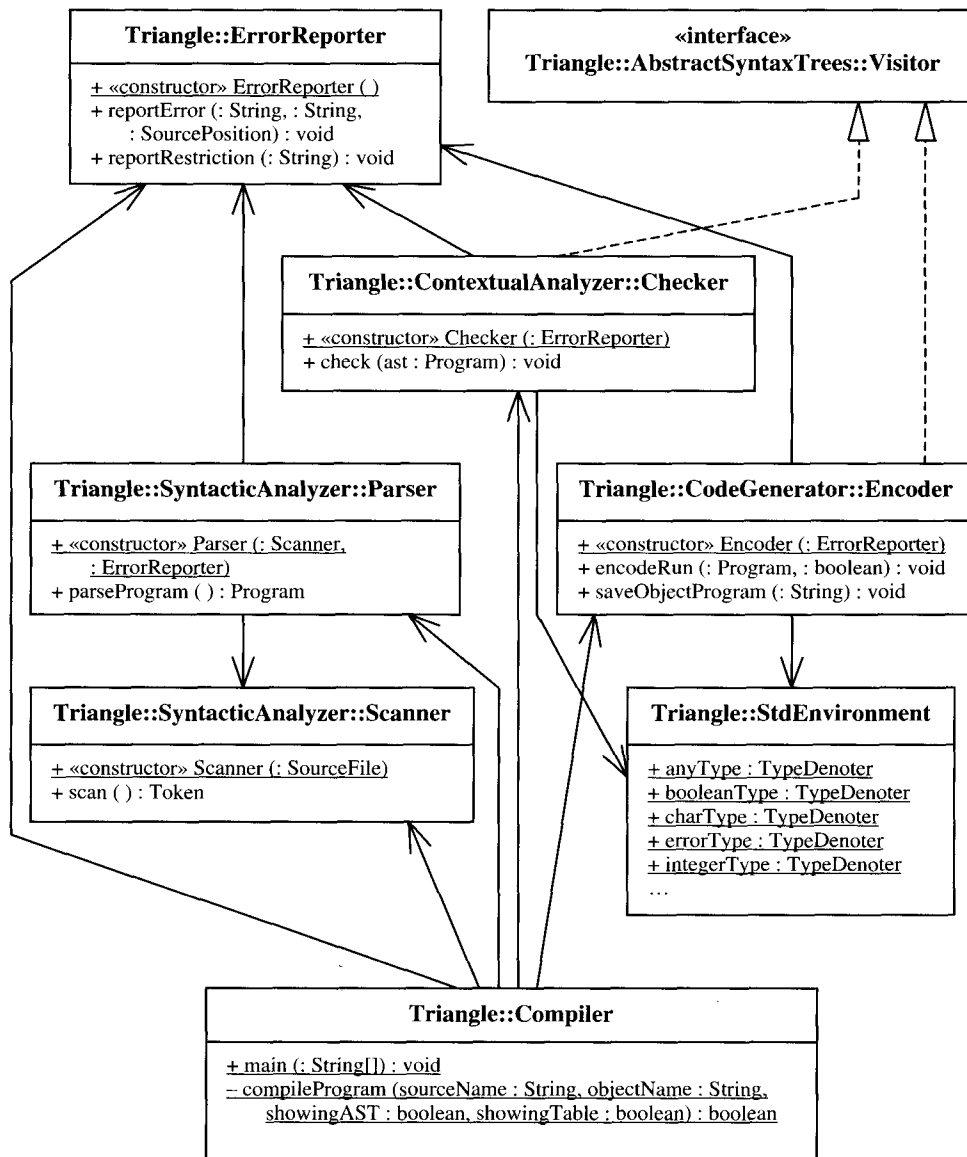 Triangle::ErrorReporter
+ «constructor» ErrorReporter ( )
+ reportError (: String, : String,
: SourcePosition) : void
+ reportRestriction (: String) : void
«interface»
Triangle::AbstractSyntaxTrees::Visitor
Triangle::ContextualAnalyzer::Checker
+ «constructor» Checker (: ErrorReporter)
+ check (ast : Program) : void
Triangle::SyntacticAnalyzer::Parser
+ «constructor» Parser (: Scanner,
: ErrorReporter)
+ parseProgram ( ) : Program
Triangle::CodeGenerator::Encoder
+ «constructor» Encoder (: ErrorReporter)
+ encodeRun (: Program, : boolean) : void
+ saveObjectProgram (: String) : void
Triangle::SyntacticAnalyzer::Scanner
+ «constructor» Scanner (: SourceFile)
+ scan ( ) : Token
Triangle::StdEnvironment
+ anyType : TypeDenoter
+ booleanType : TypeDenoter
+ charType : TypeDenoter
+ errorType : TypeDenoter
+ integerType : TypeDenoter
…
Triangle::Compiler
+ main (: String[]) : void
– compileProgram (sourceName : String, objectName : String,
showingAST : boolean, showingTable : boolean) : boolean